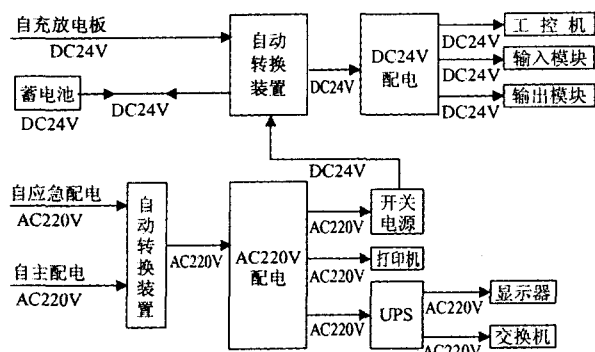 自充放电板
DC24V
蓄电池
DC24V
DC24V
自动
转换
装置
DC24V
DC24V
配电
DC24V
工控机
DC24V
输入模块
DC24V
输出模块
DC24V
自应急配电
AC220V
自主配电
AC220V
自动转换装置
AC220V
AC220V
配电
AC220V
开关
电源
AC220V
打印机
AC220V
UPS
AC220V
显示器
AC220V
交换机